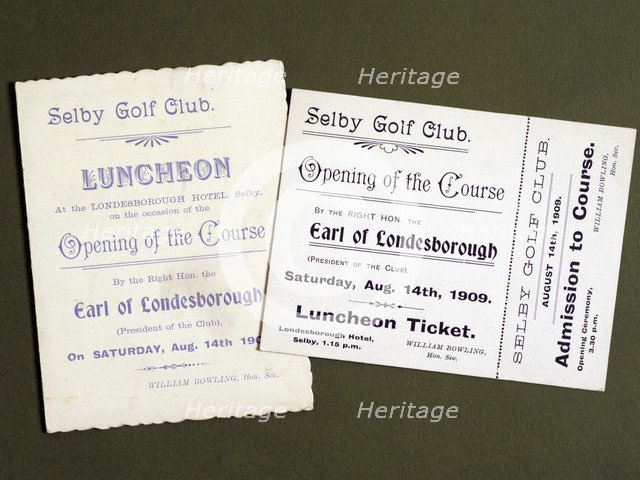 Heritage Heritage
Selby Golf Club.
LUNCHEON
At the LONDESBOROUGH HOTEL, Selby,
on the occasion of the
Opening of the Course
By the Right Hon. the
Earl of Londesborough
(President of the Club).
On SATURDAY, Aug. 14th 190
WILLIAM BOWLING, Hon. Sec.
Selby Golf Club.
Opening of the Course
BY THE RIGHT HON. THE
Earl of Londesborough
(PRESIDENT OF THE CLUB),
Saturday, Aug. 14th, 1909.
Luncheon Ticket.
Londesborough Hotel,
Selby, 1.15 p.m.
WILLIAM BOWLING,
Hon. Sec.
SELBY GOLF CLUB.
AUGUST 14TH, 1909.
Admission to Course.
Opening Ceremony,
3.30 p.m.
WILLIAM BOWLING,
Hon. Sec.
Heritage Heritage